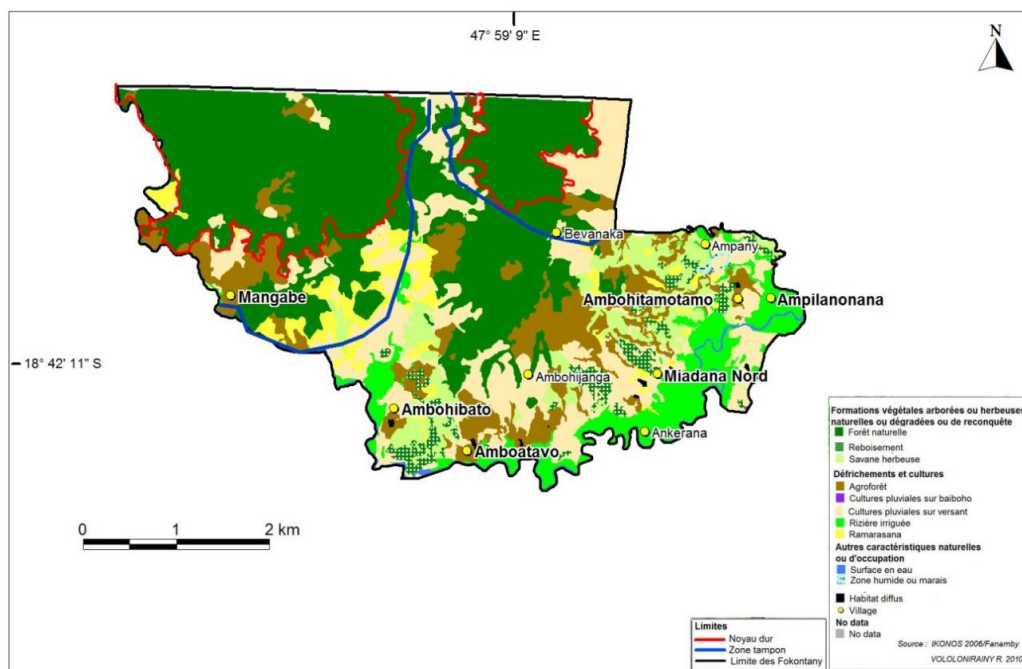 47° 59' 9" E
N
Bevanaka
Ampany
Mangabe
Ambohitamotamo
Ampilanonana
18° 42' 11" S
Ambohijanga
Miadana Nord
Ambohibato
Ankerana
Amboatavo
0 1 2 km
Formations végétales arborées ou herbeuses
naturelles ou dégradées ou de reconquête
Forêt naturelle
Reboisement
Savane herbeuse
Défrichements et cultures
Agroforêt
Cultures pluviales sur baiboho
Cultures pluviales sur versant
Rizière irriguée
Ramarasana
Autres caractéristiques naturelles
ou d'occupation
Surface en eau
Zone humide ou marais
Habitat diffus
Village
No data
No data
Source : IKONOS 2006/Fanamby
VOLOLONIRAINY R. 2010
Limites
Noyau dur
Zone tampon
Limite des Fokontany